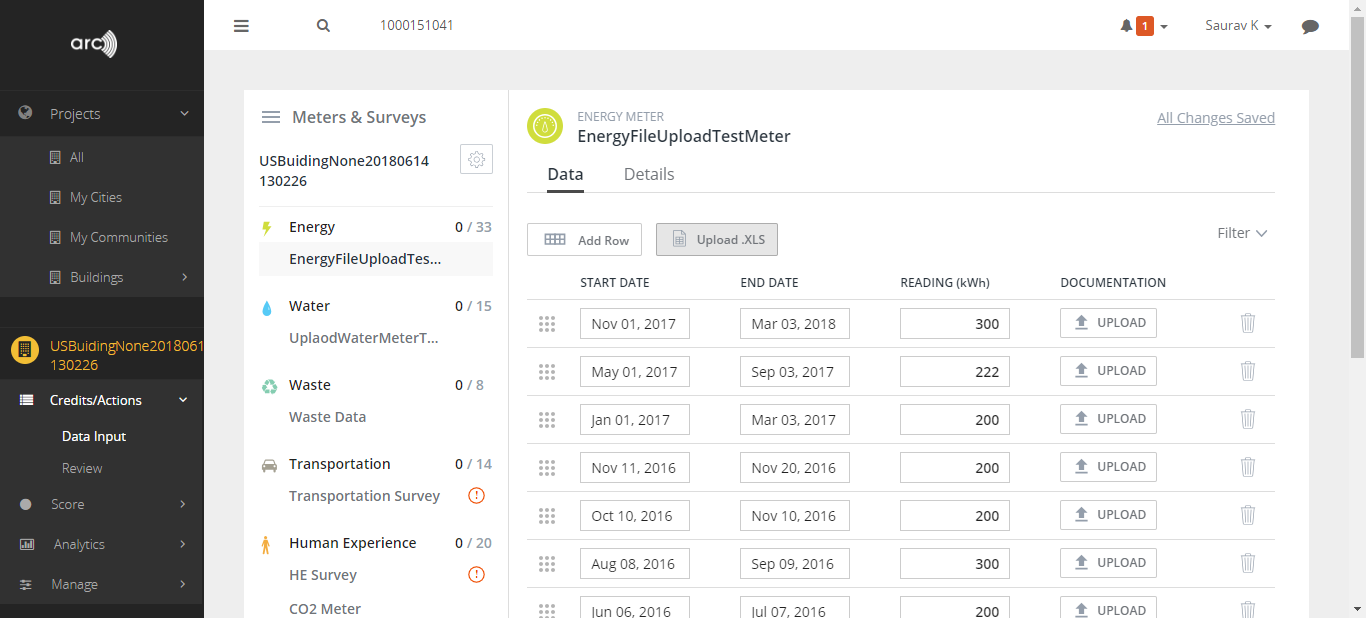 arc
Projects
All
My Cities
My Communities
Buildings
USBuidingNone2018061
130226
Credits/Actions
Data Input
Review
Score
Analytics
Manage
1000151041
1
Saurav K
Meters & Surveys
USBuidingNone20180614
130226
Energy 0 / 33
EnergyFileUploadTes...
Water 0 / 15
UplaodWaterMeterT...
Waste 0 / 8
Waste Data
Transportation 0 / 14
Transportation Survey
Human Experience 0 / 20
HE Survey
CO2 Meter
ENERGY METER
EnergyFileUploadTestMeter
All Changes Saved
Data Details
Add Row Upload .XLS Filter
START DATE END DATE READING (kWh) DOCUMENTATION
Nov 01, 2017 Mar 03, 2018 300 UPLOAD
May 01, 2017 Sep 03, 2017 222 UPLOAD
Jan 01, 2017 Mar 03, 2017 200 UPLOAD
Nov 11, 2016 Nov 20, 2016 200 UPLOAD
Oct 10, 2016 Nov 10, 2016 200 UPLOAD
Aug 08, 2016 Sep 09, 2016 300 UPLOAD
Jun 06, 2016 Jul 07, 2016 200 UPLOAD